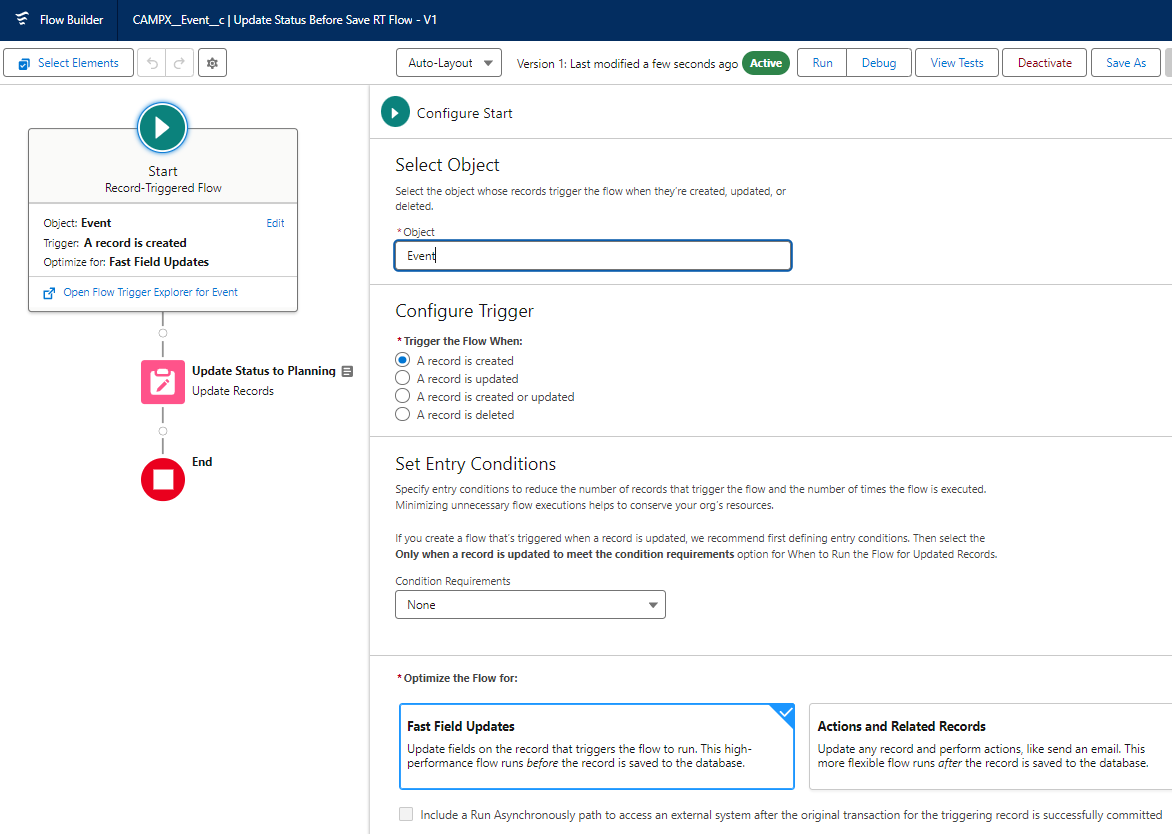 Flow Builder
CAMPX__Event__c | Update Status Before Save RT Flow - V1
Select Elements
Auto-Layout
Version 1: Last modified a few seconds ago
Active
Run
Debug
View Tests
Deactivate
Save As
Start
Record-Triggered Flow
Object: Event
Edit
Trigger: A record is created
Optimize for: Fast Field Updates
Open Flow Trigger Explorer for Event
Update Status to Planning
Update Records
End
Configure Start
Select Object
Select the object whose records trigger the flow when they're created, updated, or
deleted.
* Object
Event
Configure Trigger
* Trigger the Flow When:
A record is created
A record is updated
A record is created or updated
A record is deleted
Set Entry Conditions
Specify entry conditions to reduce the number of records that trigger the flow and the number of times the flow is executed.
Minimizing unnecessary flow executions helps to conserve your org's resources.
If you create a flow that's triggered when a record is updated, we recommend first defining entry conditions. Then select the
Only when a record is updated to meet the condition requirements option for When to Run the Flow for Updated Records.
Condition Requirements
None
* Optimize the Flow for:
Fast Field Updates
Update fields on the record that triggers the flow to run. This high-
performance flow runs before the record is saved to the database.
Actions and Related Records
Update any record and perform actions, like send an email. This
more flexible flow runs after the record is saved to the database.
Include a Run Asynchronously path to access an external system after the original transaction for the triggering record is successfully committed